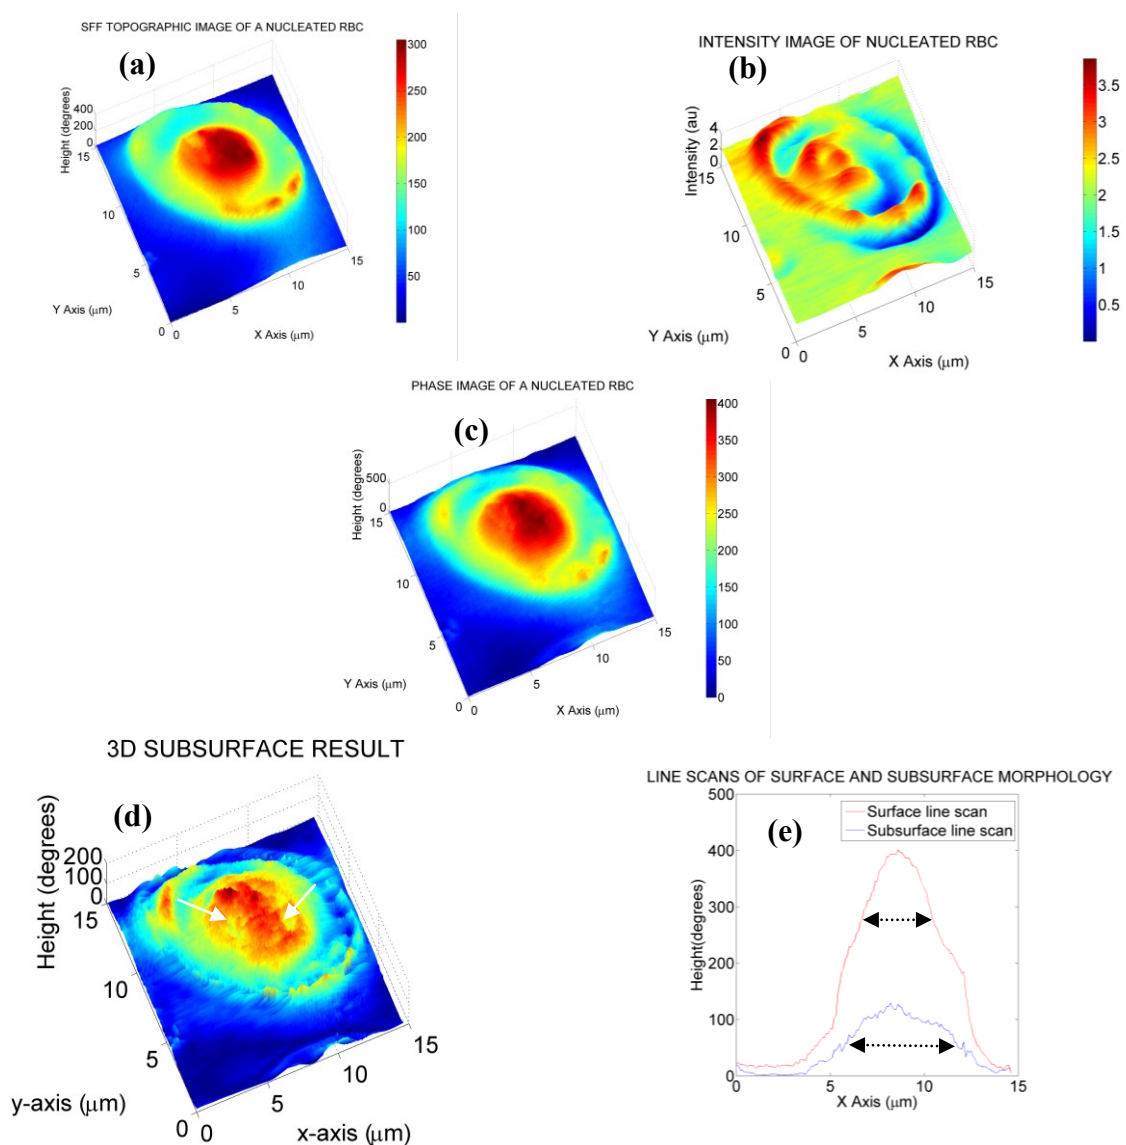 SFF TOPOGRAPHIC IMAGE OF A NUCLEATED RBC
(a)
Height (degrees)
400
200
0
15
10
5
0
Y Axis (μm)
0
5
10
15
X Axis (μm)
300
250
200
150
100
50
INTENSITY IMAGE OF NUCLEATED RBC
(b)
Intensity (au)
4
2
0
15
10
5
0
Y Axis (μm)
0
5
10
15
X Axis (μm)
3.5
3
2.5
2
1.5
1
0.5
PHASE IMAGE OF A NUCLEATED RBC
(c)
Height (degrees)
500
0
15
10
5
0
Y Axis (μm)
0
5
10
15
X Axis (μm)
400
350
300
250
200
150
100
50
0
3D SUBSURFACE RESULT
(d)
Height (degrees)
200
100
0
15
10
5
0
y-axis (μm)
0
5
10
15
x-axis (μm)
LINE SCANS OF SURFACE AND SUBSURFACE MORPHOLOGY
(e)
Surface line scan
Subsurface line scan
Height(degrees)
500
400
300
200
100
0
0
5
10
15
X Axis (μm)